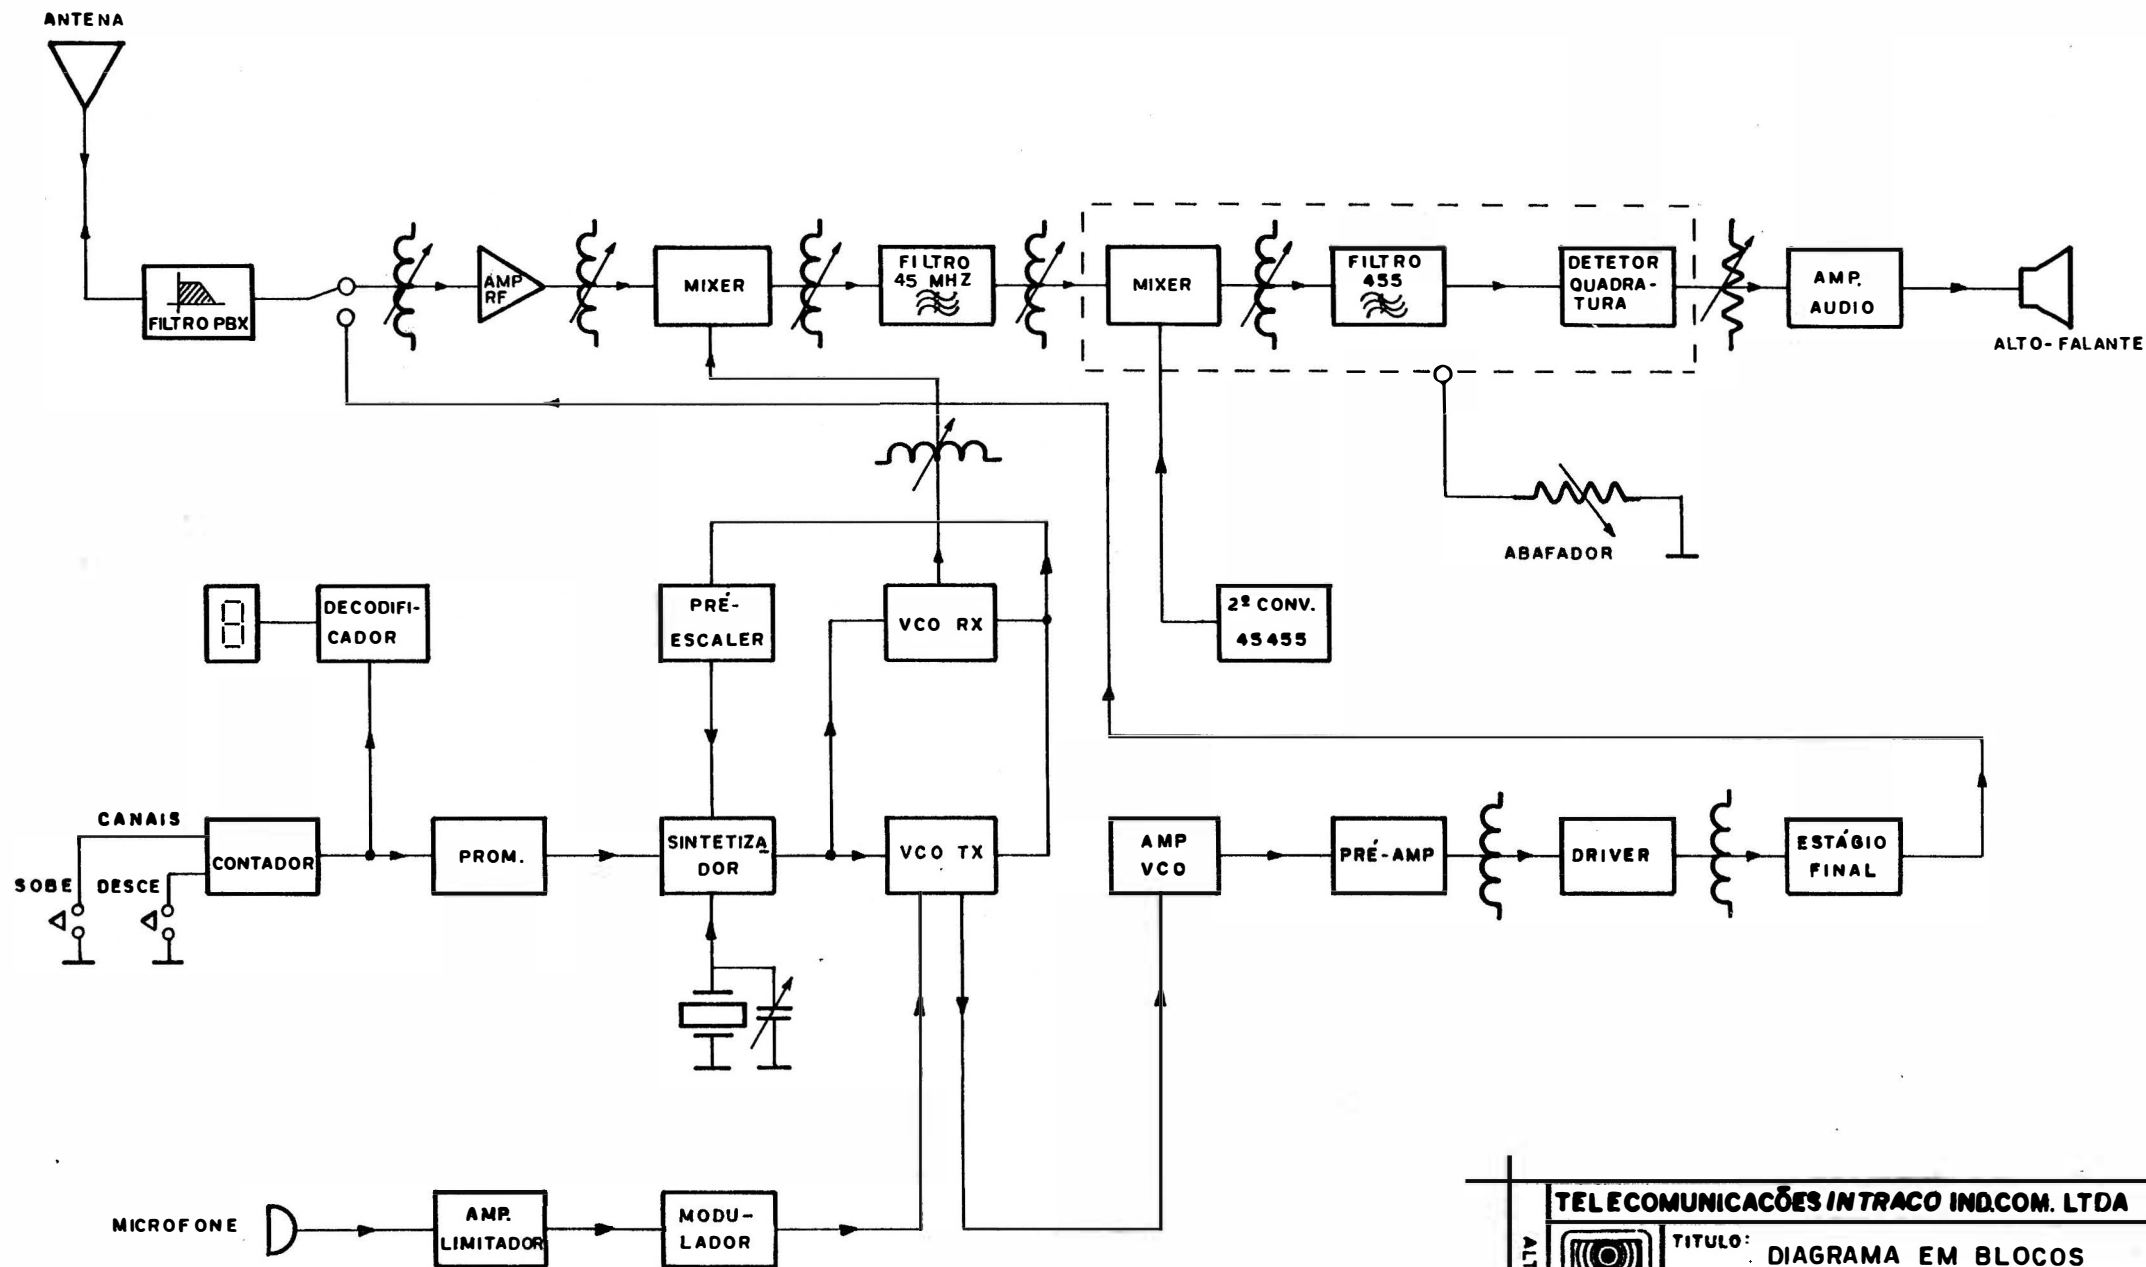 ANTENA
FILTRO PBX
AMP
RF
MIXER
FILTRO
45 MHZ
MIXER
FILTRO
455
DETETOR
QUADRA-
TURA
AMP.
AUDIO
ALTO-FALANTE
ABAFADOR
DECODIFI-
CADOR
PRÉ-
ESCALER
VCO RX
2º CONV.
45455
CANAIS
SOBE
DESCE
CONTADOR
PROM.
SINTETIZA
DOR
VCO TX
AMP
VCO
PRÉ-AMP
DRIVER
ESTÁGIO
FINAL
MICROFONE
AMP.
LIMITADOR
MODU-
LADOR
TELECOMUNICACÕES INTRACO IND.COM. LTDA
ALT
TITULO:
DIAGRAMA EM BLOCOS